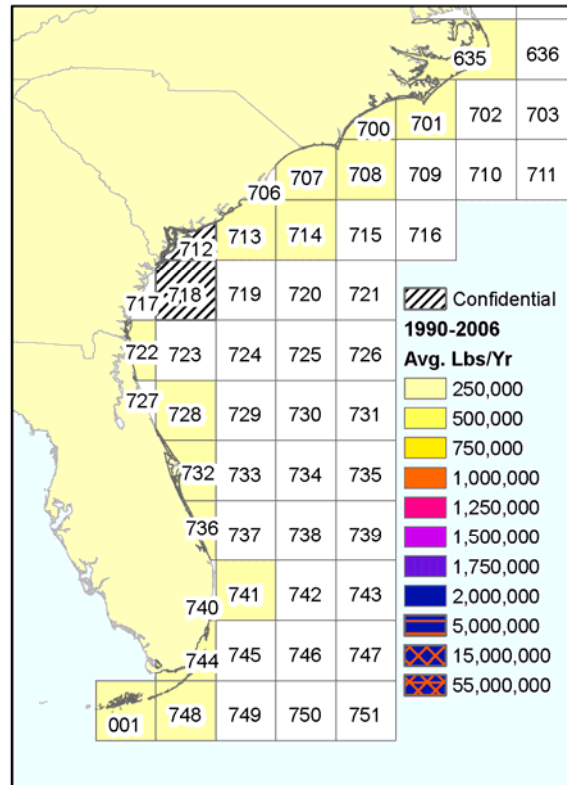 635 636
700 701 702 703
706 707 708 709 710 711
712 713 714 715 716
717 718 719 720 721
722 723 724 725 726
727 728 729 730 731
732 733 734 735
736 737 738 739
740 741 742 743
744 745 746 747
001 748 749 750 751
Confidential
1990-2006
Avg. Lbs/Yr
250,000
500,000
750,000
1,000,000
1,250,000
1,500,000
1,750,000
2,000,000
5,000,000
15,000,000
55,000,000